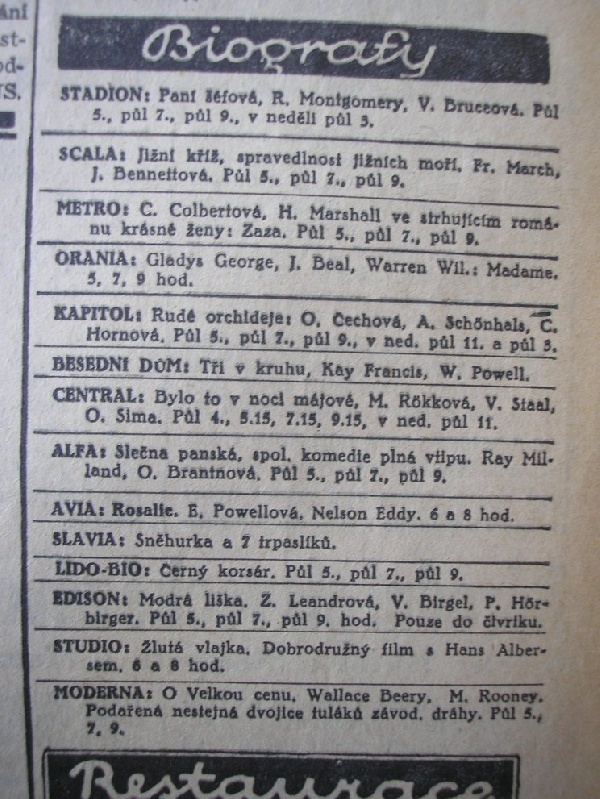 ání
st-
od-
US.
Biografy
STADION: Paní šéfová, R. Montgomery, V. Bruceová. Půl
5., půl 7., půl 9., v neděli půl 3.
SCALA: Jižní kříž, spravedlnost jižních moří. Fr. March,
J. Bennettová. Půl 5., půl 7., půl 9.
METRO: C. Colbertová, H. Marshall ve strhujícím romá-
nu krásné ženy: Zaza. Půl 5., půl 7., půl 9.
ORANIA: Gladys George, J. Beal, Warren Wil.: Madame.
5, 7, 9 hod.
KAPITOL: Rudé orchideje: O. Čechová, A. Schönhals, C.
Hornová. Půl 5., půl 7., půl 9., v ned. půl 11. a půl 3.
BESEDNÍ DŮM: Tři v kruhu, Kay Francis, W. Powell.
CENTRAL: Bylo to v noci májové, M. Rökková, V. Staal,
O. Sima. Půl 4., 5.15, 7.15, 9.15, v ned. půl 11.
ALFA: Slečna panská, spol. komedie plná vtipu. Ray Mil-
land, O. Bramnová. Půl 5., půl 7., půl 9.
AVIA: Rosalie. E. Powellová, Nelson Eddy. 6 a 8 hod.
SLAVIA: Sněhurka a 7 trpaslíků.
LIDO-BIO: Černý korsár. Půl 5., půl 7., půl 9.
EDISON: Modrá liška. Z. Leandrová, V. Birgel, P. Hör-
birger. Půl 5., půl 7., půl 9. hod. Pouze do čtvrtku.
STUDIO: Žlutá vlajka. Dobrodružný film s Hans Alber-
sem. 6 a 8 hod.
MODERNA: O Velkou cenu. Wallace Beery. M. Rooney.
Podařená nestejná dvojice tuláků závod. dráhy. Půl 5.,
7, 9.
Restaurace